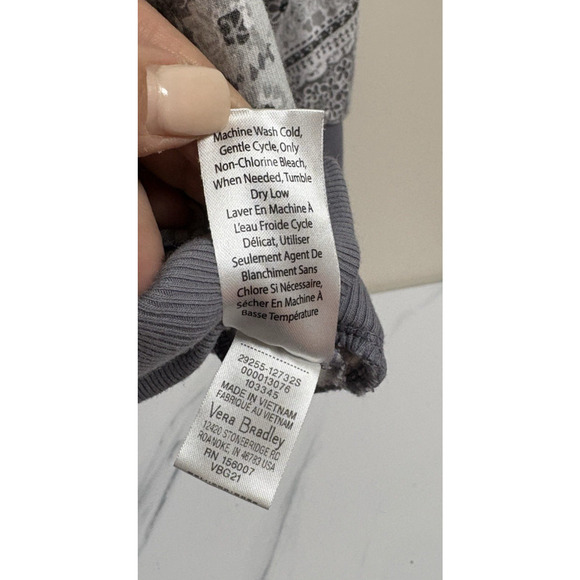 Machine Wash Cold,
Gentle Cycle, Only
Non-Chlorine Bleach,
When Needed, Tumble
Dry Low
Laver En Machine À
L'eau Froide Cycle
Délicat, Utiliser
Seulement Agent De
Blanchiment Sans
Chlore Si Nécessaire,
Sécher En Machine À
Basse Température
29255-12732S
000013076
103345
MADE IN VIETNAM
FABRIQUE AU VIETNAM
Vera Bradley
12420 STONEBRIDGE RD
ROANOKE, IN 46783 USA
RN 156007
VBG21